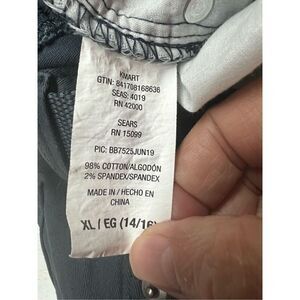 KMART
GTIN: 841708168636
SEAS: 4019
RN 42000
SEARS
RN 15099
PIC: BB7525JUN19
98% COTTON/ALGODÓN
2% SPANDEX/SPANDEX
MADE IN / HECHO EN
CHINA
XL / EG (14/16)